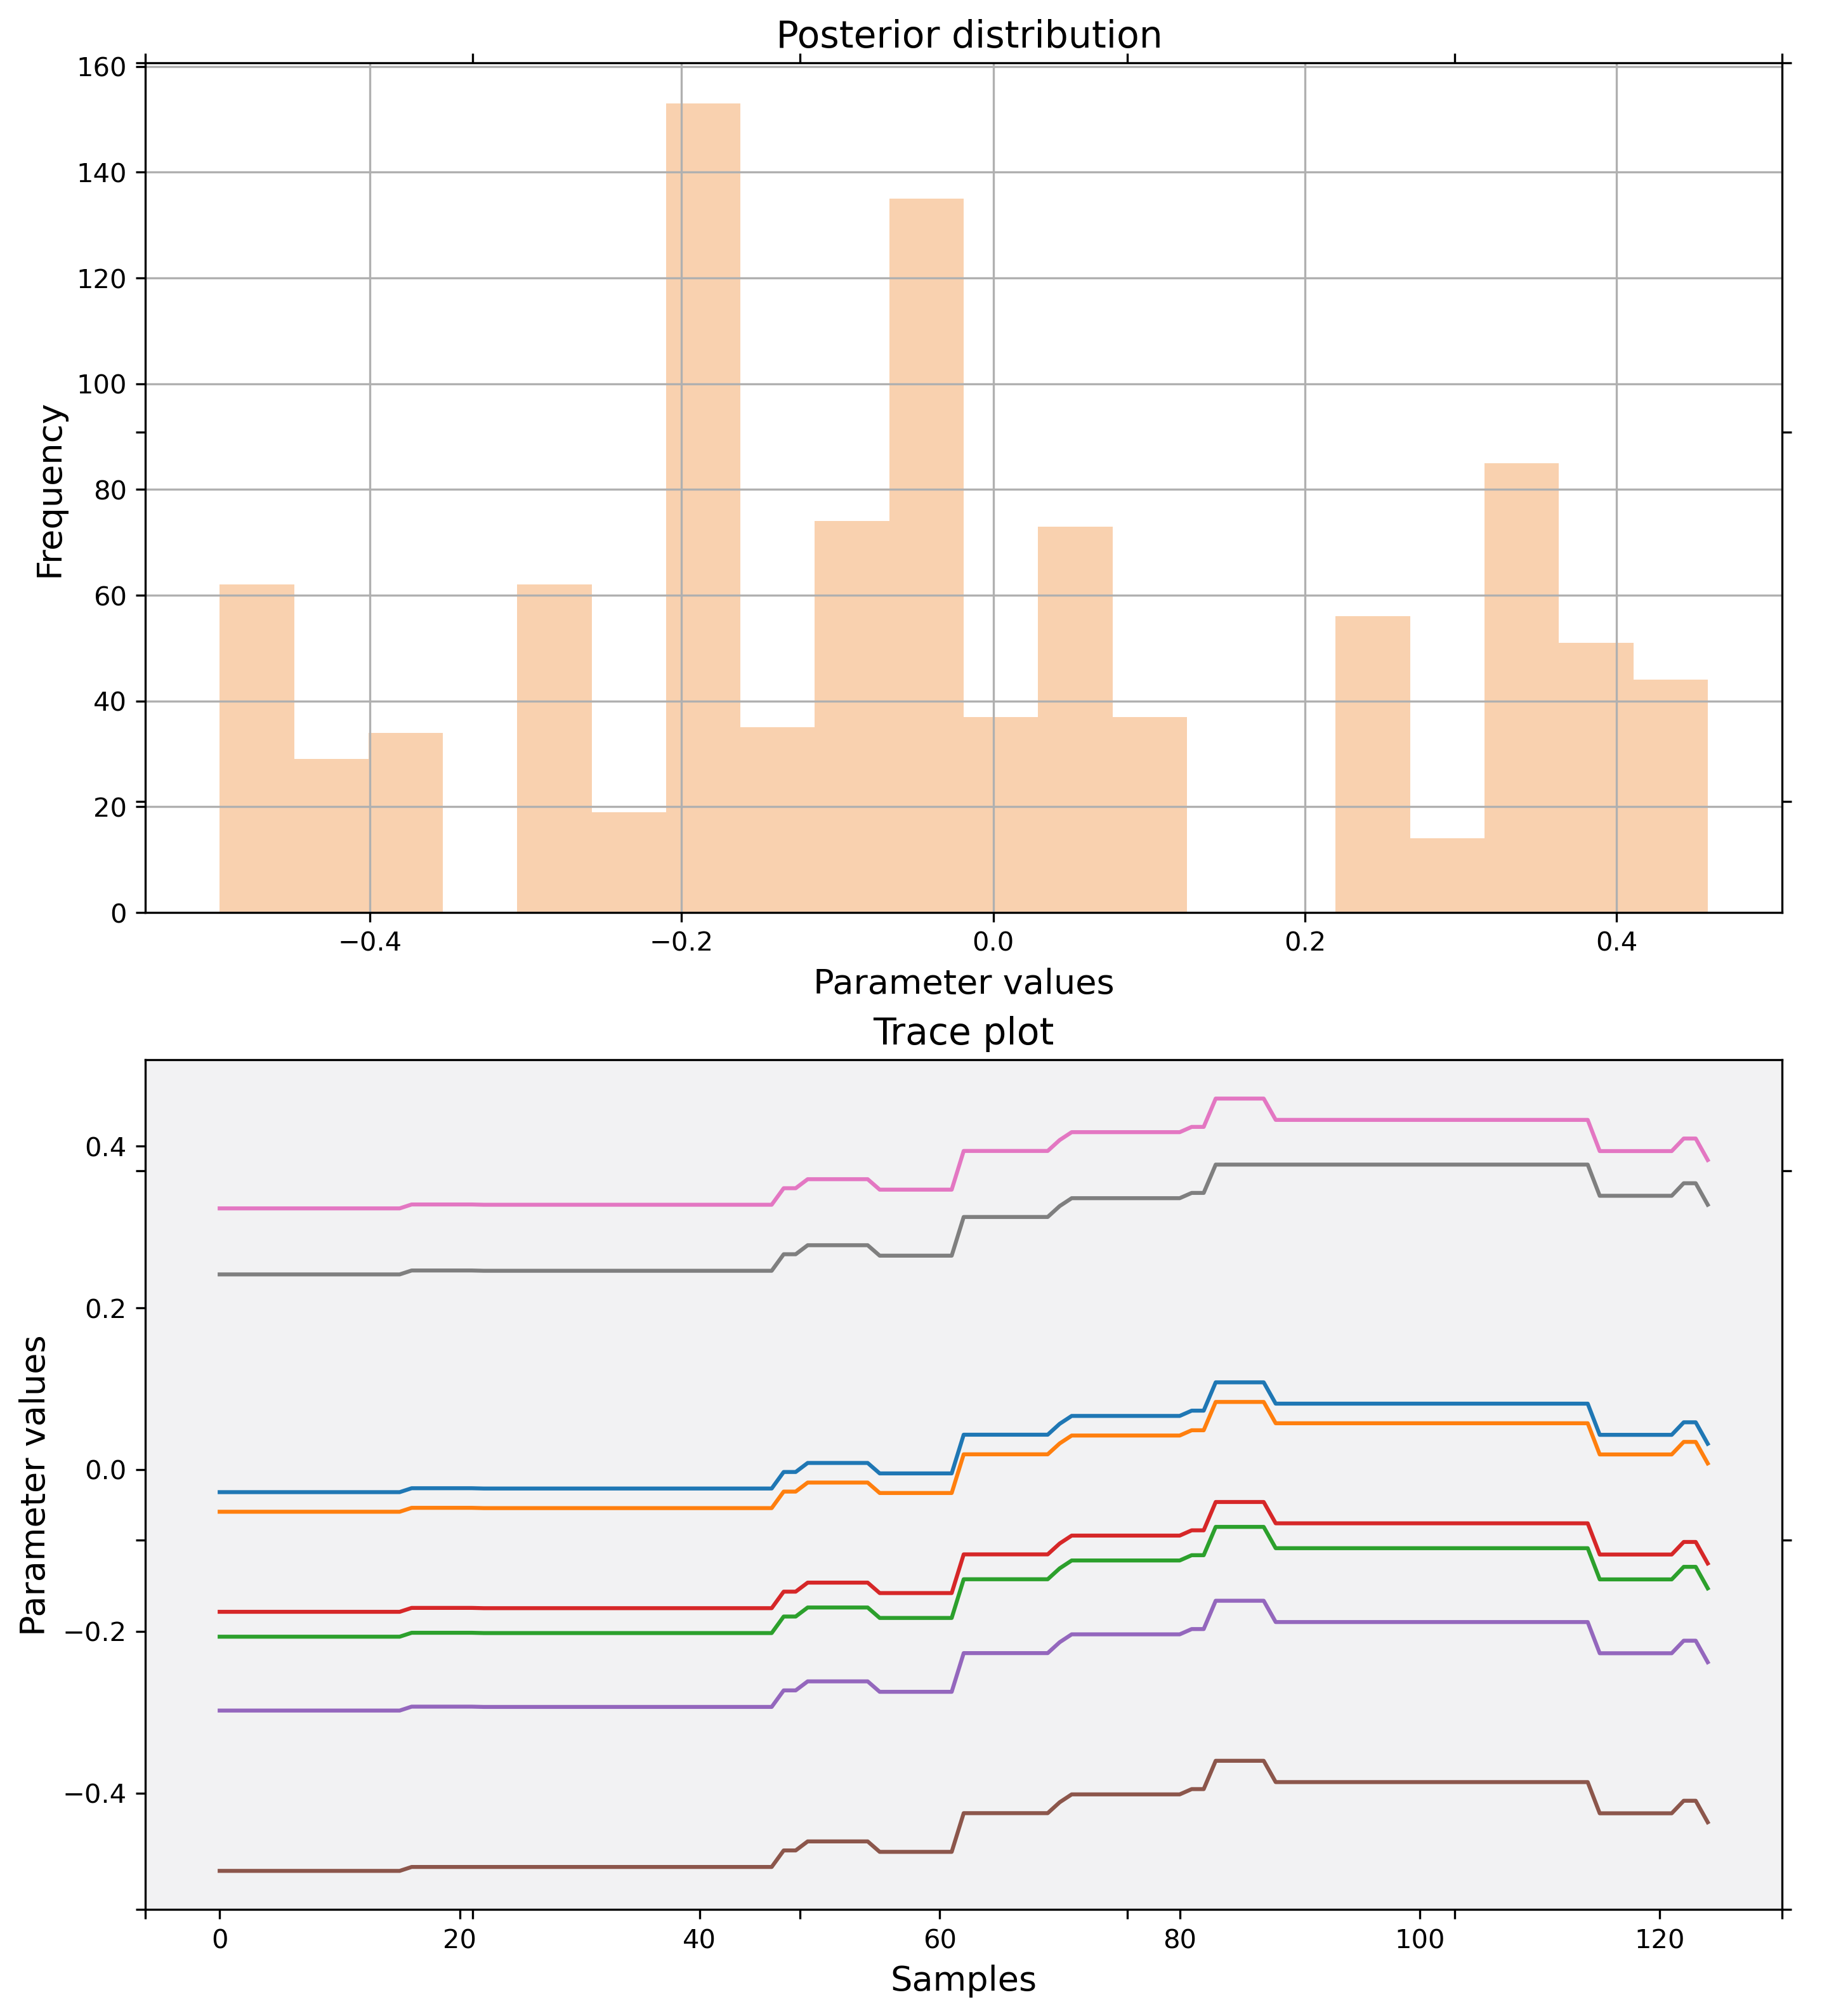 Posterior distribution
160
140
120
100
80
60
40
20
0
Frequency
−0.4 −0.2 0.0 0.2 0.4
Parameter values
Trace plot
0.4
0.2
0.0
−0.2
−0.4
Parameter values
0 20 40 60 80 100 120
Samples